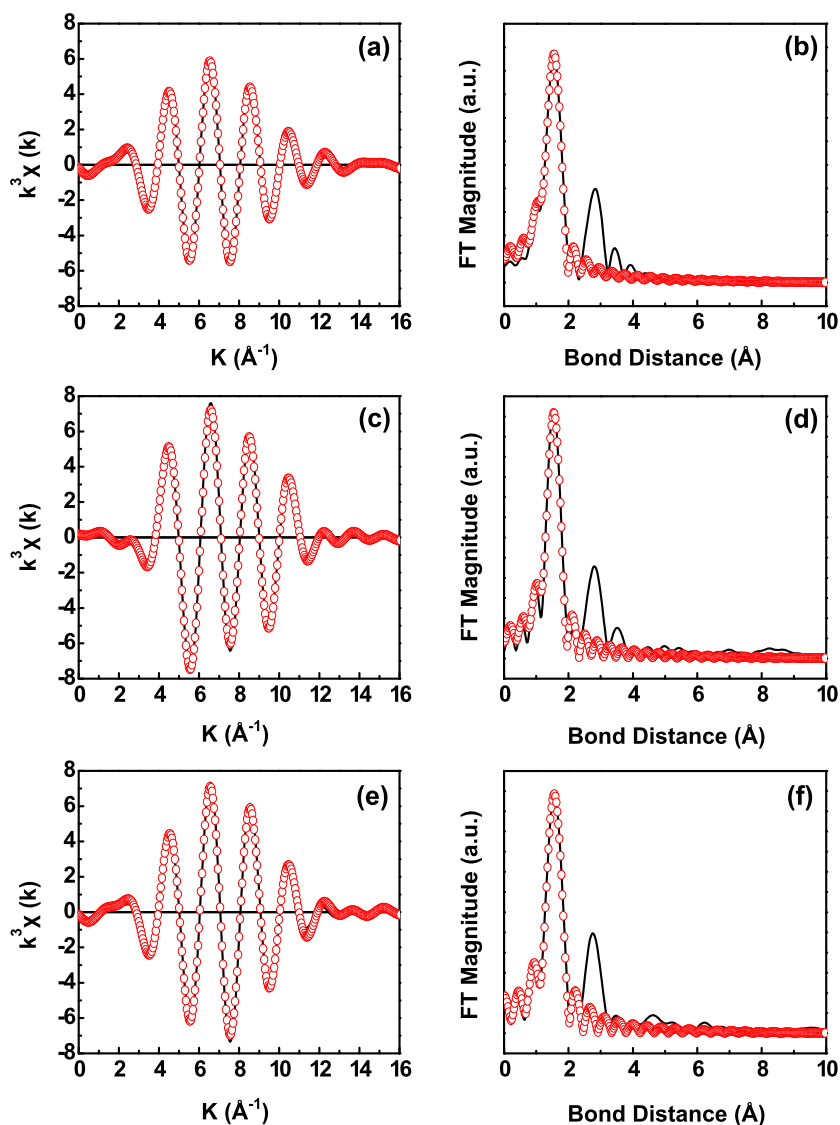 (a)
8
6
4
2
0
-2
-4
-6
-8
k³χ (k)
0 2 4 6 8 10 12 14 16
K (Å⁻¹)
(b)
FT Magnitude (a.u.)
0 2 4 6 8 10
Bond Distance (Å)
(c)
8
6
4
2
0
-2
-4
-6
-8
k³χ (k)
0 2 4 6 8 10 12 14 16
K (Å⁻¹)
(d)
FT Magnitude (a.u.)
0 2 4 6 8 10
Bond Distance (Å)
(e)
8
6
4
2
0
-2
-4
-6
-8
k³χ (k)
0 2 4 6 8 10 12 14 16
K (Å⁻¹)
(f)
FT Magnitude (a.u.)
0 2 4 6 8 10
Bond Distance (Å)